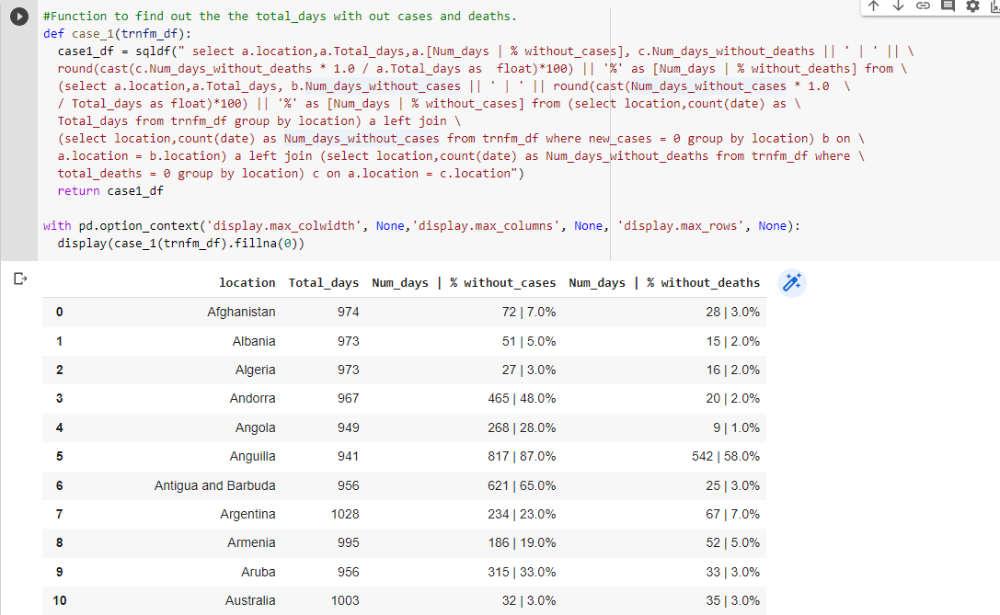 #Function to find out the the total_days with out cases and deaths.
def case_1(trnfm_df):
case1_df = sqldf(" select a.location,a.Total_days,a.[Num_days | % without_cases], c.Num_days_without_deaths || ' | ' || \
round(cast(c.Num_days_without_deaths * 1.0 / a.Total_days as  float)*100) || '%' as [Num_days | % without_deaths] from \
(select a.location,a.Total_days, b.Num_days_without_cases || ' | ' || round(cast(Num_days_without_cases * 1.0  \
/ Total_days as float)*100) || '%' as [Num_days | % without_cases] from (select location,count(date) as \
Total_days from trnfm_df group by location) a left join \
(select location,count(date) as Num_days_without_cases from trnfm_df where new_cases = 0 group by location) b on \
a.location = b.location) a left join (select location,count(date) as Num_days_without_deaths from trnfm_df where \
total_deaths = 0 group by location) c on a.location = c.location")
return case1_df
with pd.option_context('display.max_colwidth', None,'display.max_columns', None, 'display.max_rows', None):
display(case_1(trnfm_df).fillna(0))
location Total_days Num_days | % without_cases Num_days | % without_deaths
0 Afghanistan 974 72 | 7.0% 28 | 3.0%
1 Albania 973 51 | 5.0% 15 | 2.0%
2 Algeria 973 27 | 3.0% 16 | 2.0%
3 Andorra 967 465 | 48.0% 20 | 2.0%
4 Angola 949 268 | 28.0% 9 | 1.0%
5 Anguilla 941 817 | 87.0% 542 | 58.0%
6 Antigua and Barbuda 956 621 | 65.0% 25 | 3.0%
7 Argentina 1028 234 | 23.0% 67 | 7.0%
8 Armenia 995 186 | 19.0% 52 | 5.0%
9 Aruba 956 315 | 33.0% 33 | 3.0%
10 Australia 1003 32 | 3.0% 35 | 3.0%